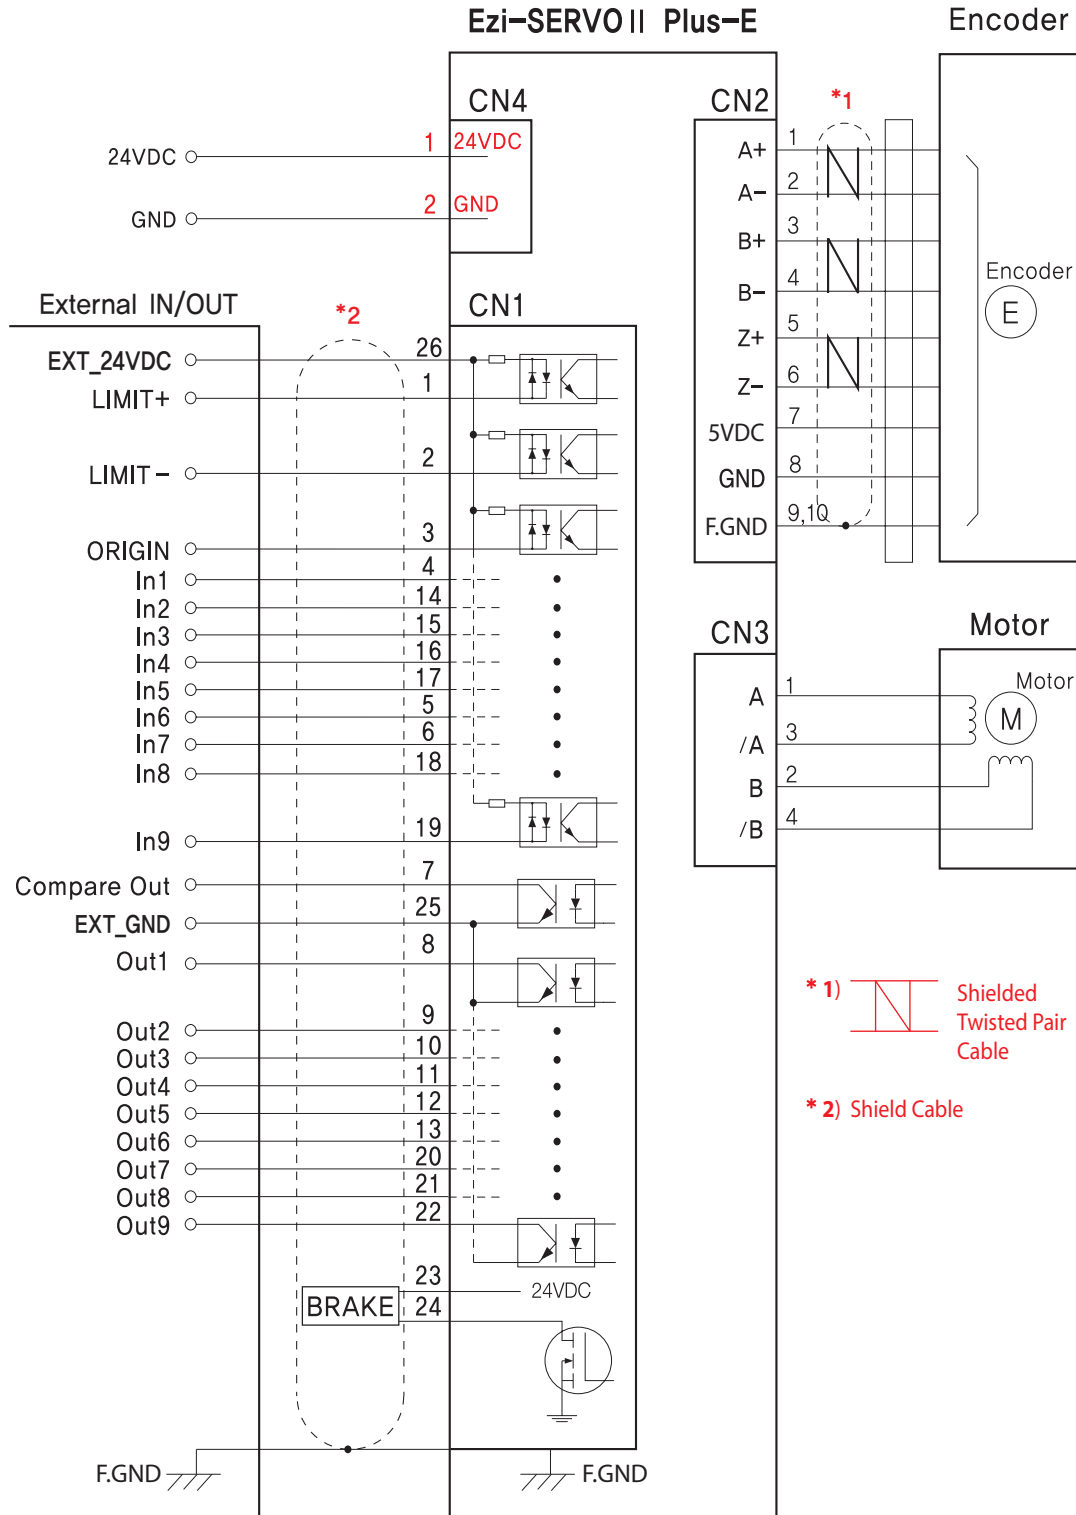 Ezi-SERVO II Plus-E
Encoder
CN4
24VDC 1 24VDC
GND 2 GND
CN2
*1
A+ 1
A- 2
B+ 3
B- 4
Z+ 5
Z- 6
5VDC 7
GND 8
F.GND 9,10
Encoder
E
External IN/OUT
*2
CN1
EXT_24VDC 26
LIMIT+ 1
LIMIT- 2
ORIGIN 3
In1 4
In2 14
In3 15
In4 16
In5 17
In6 5
In7 6
In8 18
In9 19
Compare Out 7
EXT_GND 25
Out1 8
Out2 9
Out3 10
Out4 11
Out5 12
Out6 13
Out7 20
Out8 21
Out9 22
BRAKE 23 24VDC
24
F.GND
F.GND
CN3
Motor
A 1
/A 3
B 2
/B 4
Motor
M
* 1) Shielded
Twisted Pair
Cable
* 2) Shield Cable